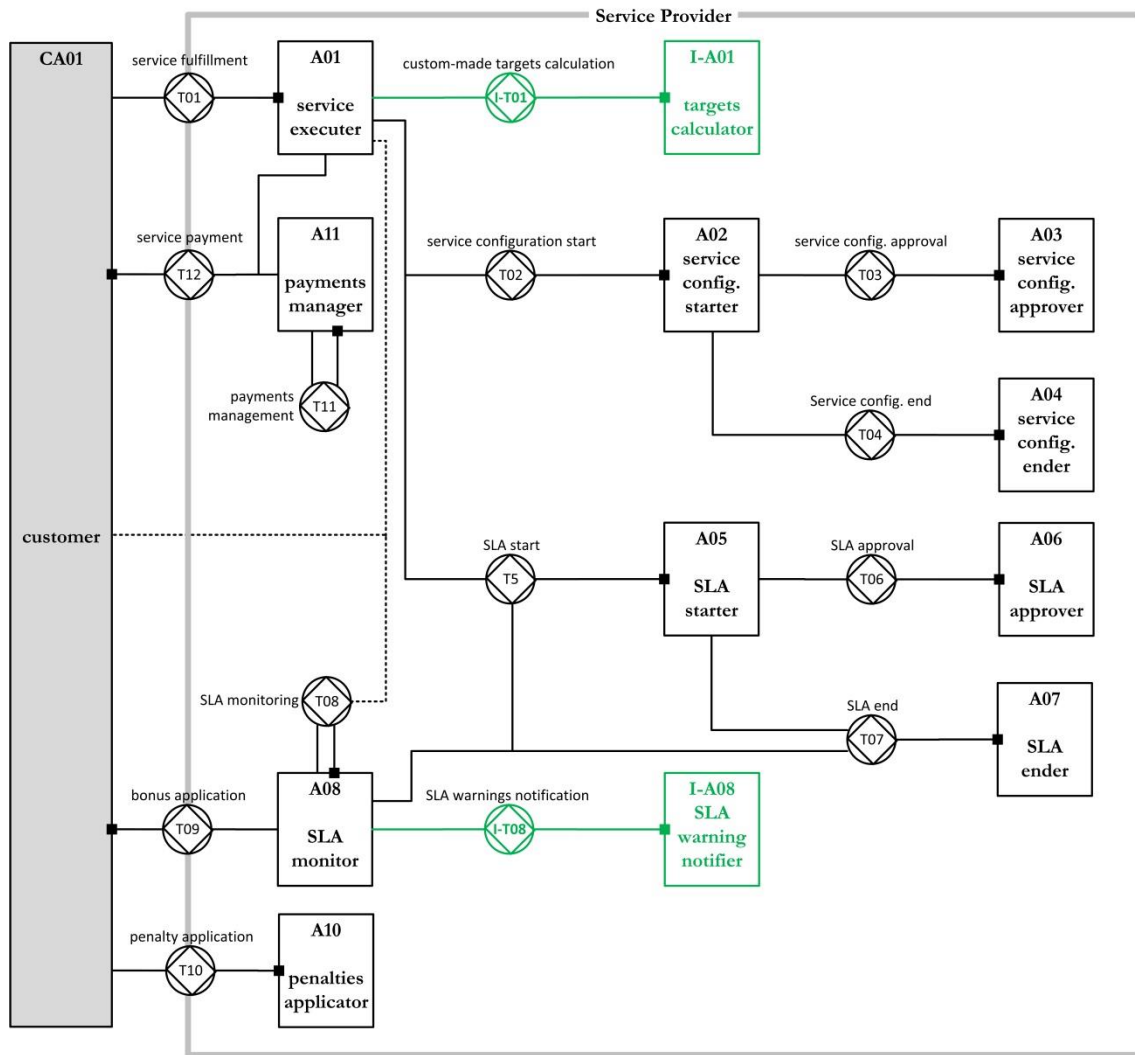 Service Provider
CA01
customer
service fulfillment
T01
A01
service
executer
custom-made targets calculation
I-T01
I-A01
targets
calculator
service payment
T12
A11
payments
manager
service configuration start
T02
A02
service
config.
starter
service config. approval
T03
A03
service
config.
approver
payments
management
T11
Service config. end
T04
A04
service
config.
ender
SLA start
T5
A05
SLA
starter
SLA approval
T06
A06
SLA
approver
SLA monitoring
T08
SLA end
T07
A07
SLA
ender
bonus application
T09
A08
SLA
monitor
SLA warnings notification
I-T08
I-A08
SLA
warning
notifier
penalty application
T10
A10
penalties
applicator